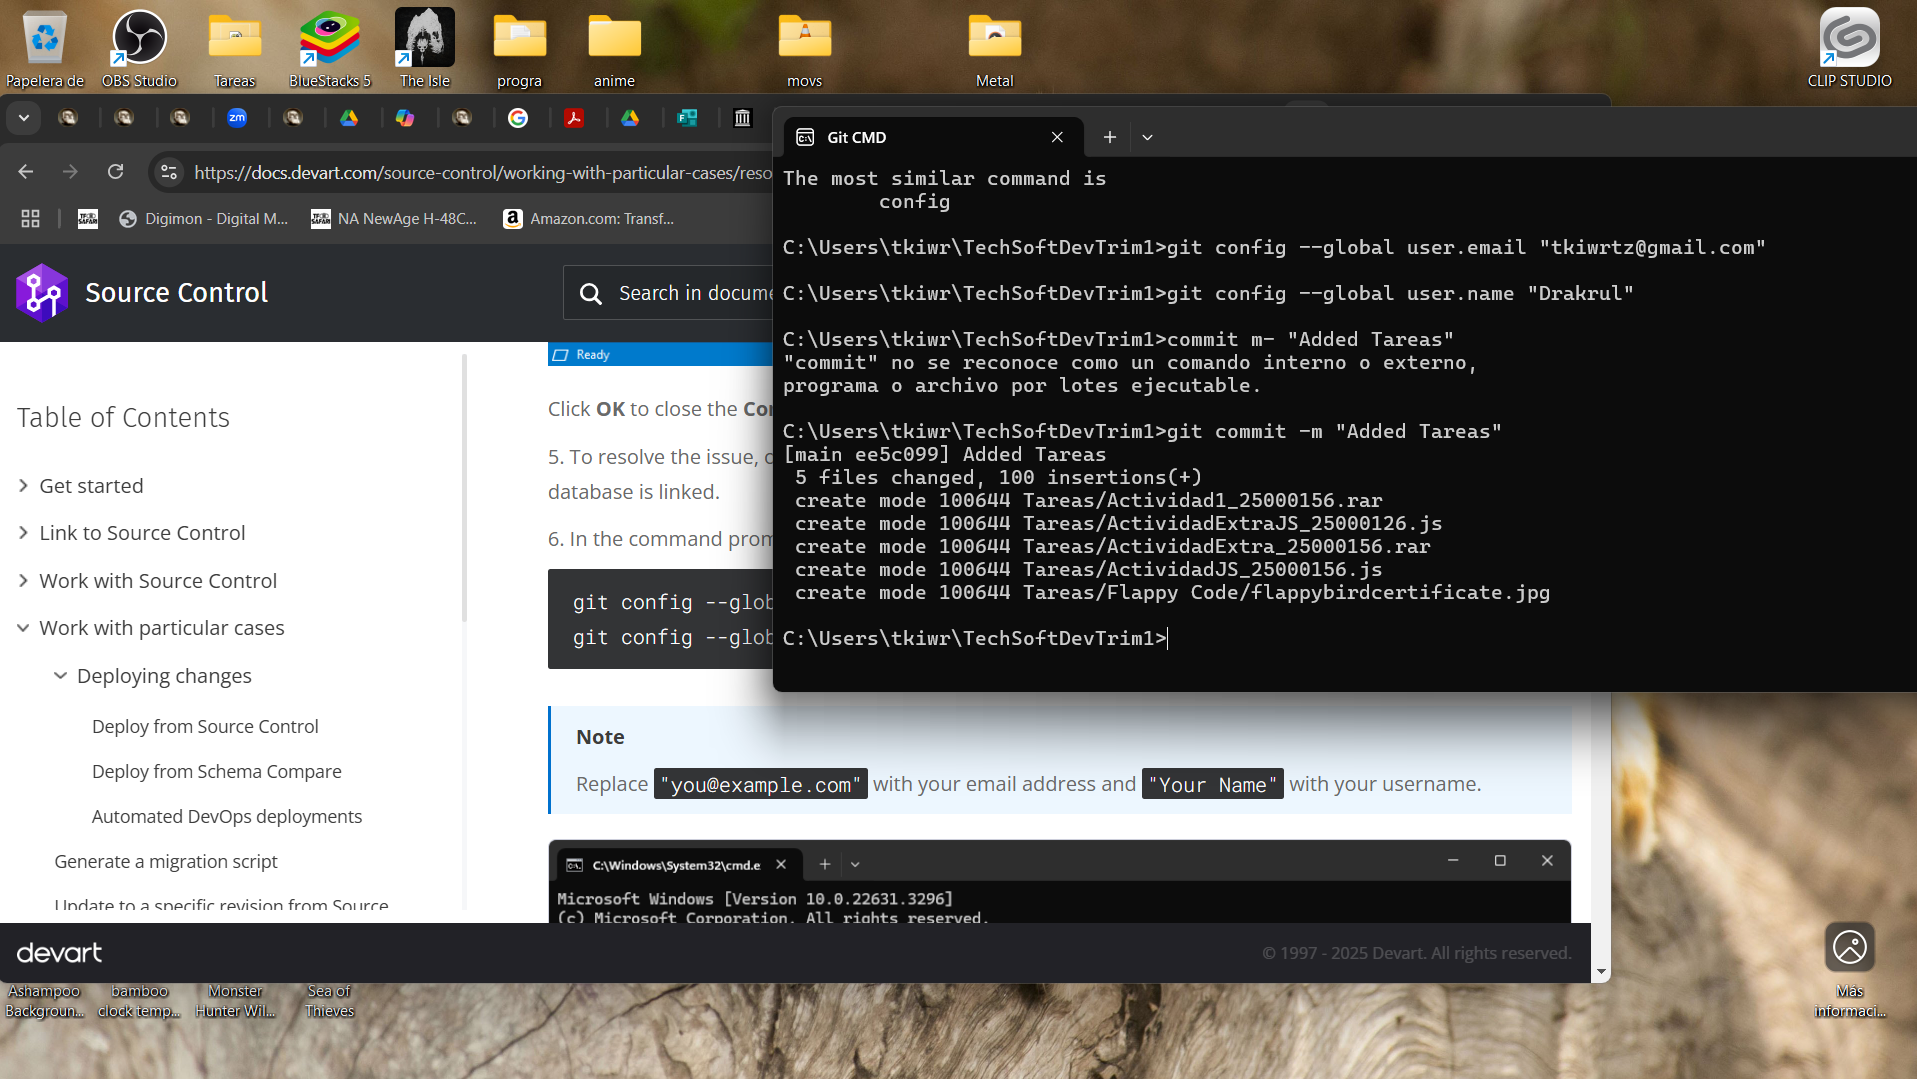 Papelera de
OBS Studio
Tareas
BlueStacks 5
The Isle
progra
anime
movs
Metal
CLIP STUDIO
zm
Git CMD
https://docs.devart.com/source-control/working-with-particular-cases/reso
Digimon - Digital M...
NA NewAge H-48C...
Amazon.com: Transf...
Source Control
Search in docume
The most similar command is
config
C:\Users\tkiwr\TechSoftDevTrim1>git config --global user.email "tkiwrtz@gmail.com"
C:\Users\tkiwr\TechSoftDevTrim1>git config --global user.name "Drakrul"
C:\Users\tkiwr\TechSoftDevTrim1>commit m- "Added Tareas"
"commit" no se reconoce como un comando interno o externo,
programa o archivo por lotes ejecutable.
C:\Users\tkiwr\TechSoftDevTrim1>git commit -m "Added Tareas"
[main ee5c099] Added Tareas
5 files changed, 100 insertions(+)
create mode 100644 Tareas/Actividad1_25000156.rar
create mode 100644 Tareas/ActividadExtraJS_25000126.js
create mode 100644 Tareas/ActividadExtra_25000156.rar
create mode 100644 Tareas/ActividadJS_25000156.js
create mode 100644 Tareas/Flappy Code/flappybirdcertificate.jpg
C:\Users\tkiwr\TechSoftDevTrim1>
Table of Contents
Get started
Link to Source Control
Work with Source Control
Work with particular cases
Deploying changes
Deploy from Source Control
Deploy from Schema Compare
Automated DevOps deployments
Generate a migration script
Update to a specific revision from Source
Ready
Click OK to close the Co
5. To resolve the issue,
database is linked.
6. In the command prom
git config --glob
git config --glob
Note
Replace "you@example.com" with your email address and "Your Name" with your username.
C:\Windows\System32\cmd.e
Microsoft Windows [Version 10.0.22631.3296]
(c) Microsoft Corporation. All rights reserved.
devart
© 1997 - 2025 Devart. All rights reserved.
Ashampoo
Backgroun...
bamboo
clock temp...
Monster
Hunter Wil...
Sea of
Thieves
Más
informaci...